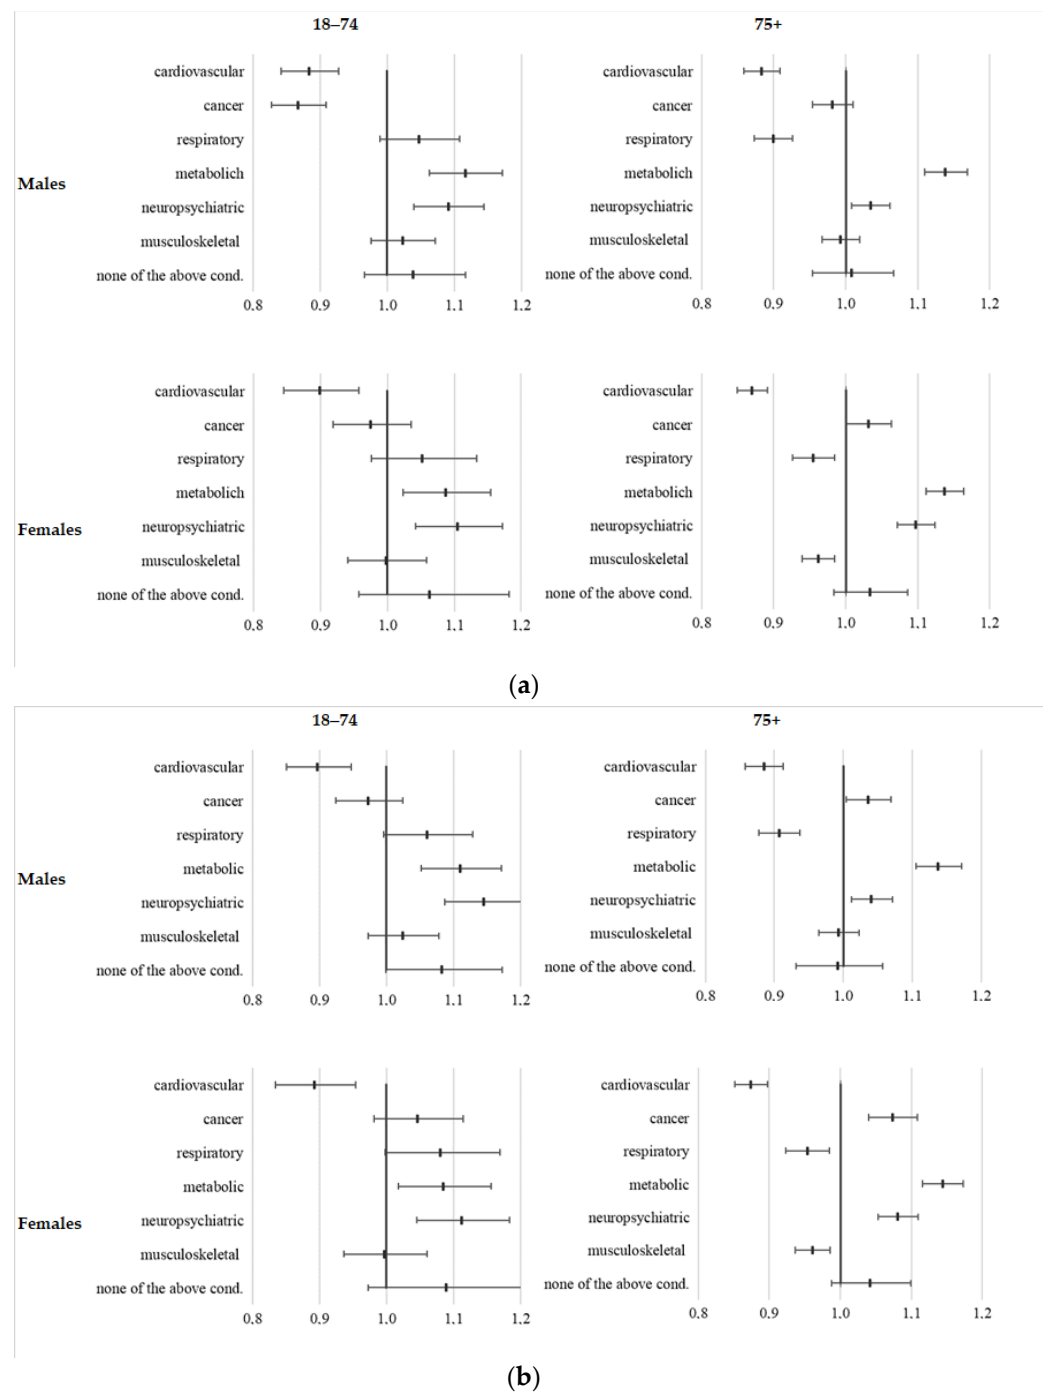 18–74 75+
cardiovascular cardiovascular
cancer cancer
respiratory respiratory
metabolich metabolich
Males
neuropsychiatric neuropsychiatric
musculoskeletal musculoskeletal
none of the above cond. none of the above cond.
0.8 0.9 1.0 1.1 1.2 0.8 0.9 1.0 1.1 1.2
cardiovascular cardiovascular
cancer cancer
respiratory respiratory
metabolich metabolich
Females neuropsychiatric neuropsychiatric
musculoskeletal musculoskeletal
none of the above cond. none of the above cond.
0.8 0.9 1.0 1.1 1.2 0.8 0.9 1.0 1.1 1.2
(a)
18–74 75+
cardiovascular cardiovascular
cancer cancer
respiratory respiratory
metabolic metabolic
Males
neuropsychiatric neuropsychiatric
musculoskeletal musculoskeletal
none of the above cond. none of the above cond.
0.8 0.9 1.0 1.1 1.2 0.8 0.9 1.0 1.1 1.2
cardiovascular cardiovascular
cancer cancer
respiratory respiratory
metabolic metabolic
Females neuropsychiatric neuropsychiatric
musculoskeletal musculoskeletal
none of the above cond. none of the above cond.
0.8 0.9 1.0 1.1 1.2 0.8 0.9 1.0 1.1 1.2
(b)